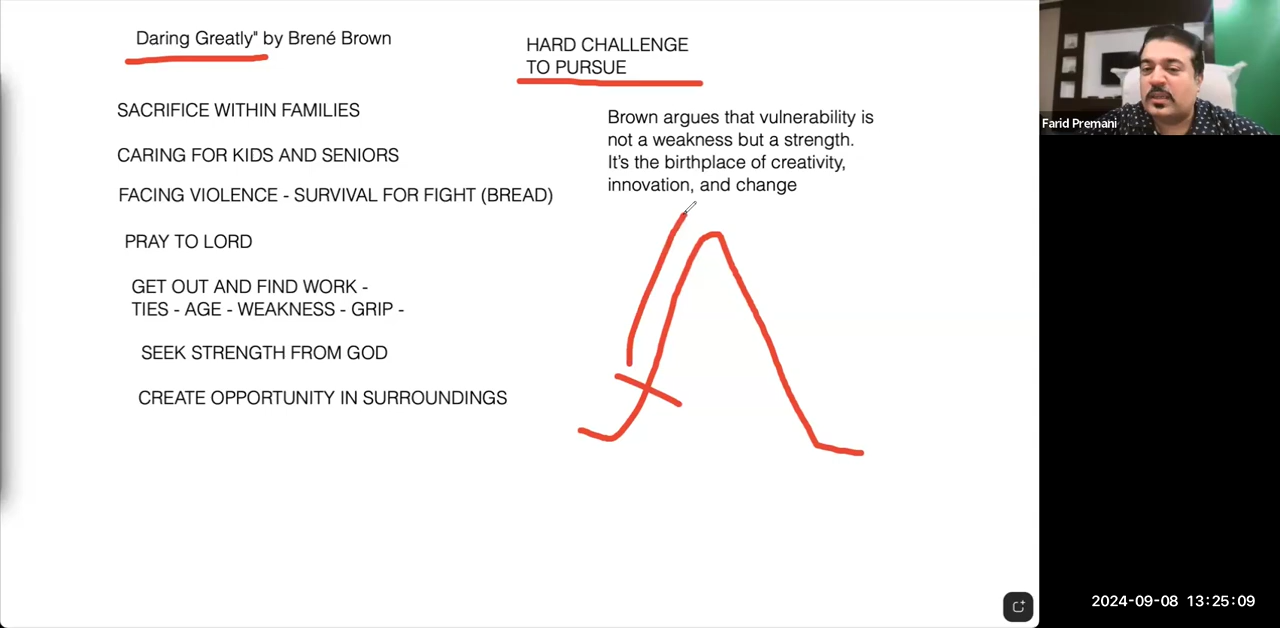 Daring Greatly" by Brené Brown
HARD CHALLENGE
TO PURSUE
SACRIFICE WITHIN FAMILIES
CARING FOR KIDS AND SENIORS
FACING VIOLENCE - SURVIVAL FOR FIGHT (BREAD)
PRAY TO LORD
GET OUT AND FIND WORK -
TIES - AGE - WEAKNESS - GRIP -
SEEK STRENGTH FROM GOD
CREATE OPPORTUNITY IN SURROUNDINGS
Brown argues that vulnerability is
not a weakness but a strength.
It's the birthplace of creativity,
innovation, and change
Farid Premani
2024-09-08 13:25:09